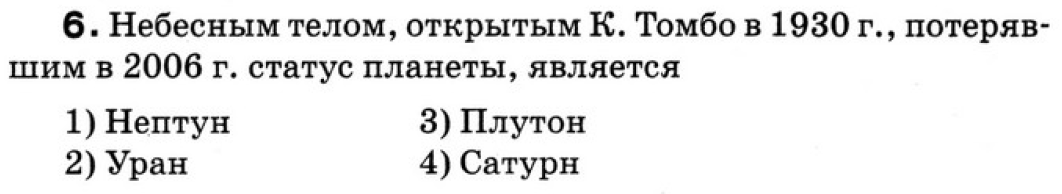 6. Небесным телом, открытым К. Томбо в 1930 г., потеряв-
шим в 2006 г. статус планеты, является
1) Нептун 3) Плутон
2) Уран 4) Сатурн